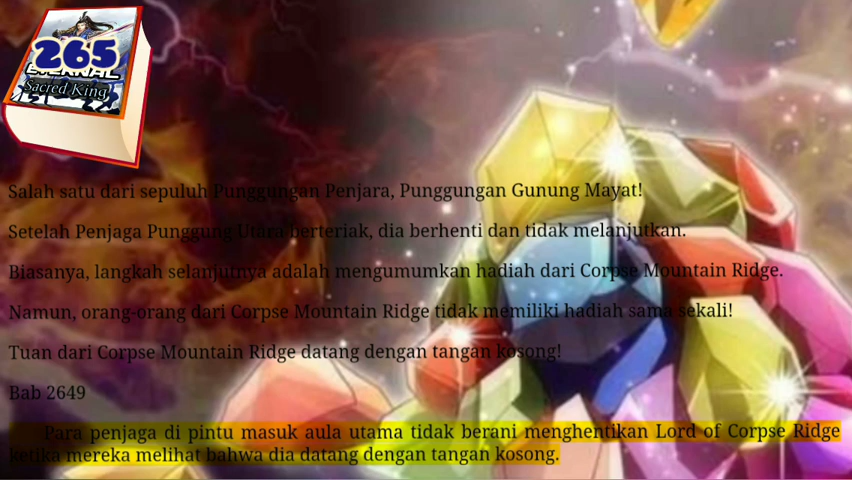 265
ETERNAL
Sacred King
Salah satu dari sepuluh Punggungan Penjara, Punggungan Gunung Mayat!
Setelah Penjaga Punggung Utara berteriak, dia berhenti dan tidak melanjutkan.
Biasanya, langkah selanjutnya adalah mengumumkan hadiah dari Corpse Mountain Ridge.
Namun, orang-orang dari Corpse Mountain Ridge tidak memiliki hadiah sama sekali!
Tuan dari Corpse Mountain Ridge datang dengan tangan kosong!
Bab 2649
Para penjaga di pintu masuk aula utama tidak berani menghentikan Lord of Corpse Ridge
ketika mereka melihat bahwa dia datang dengan tangan kosong.